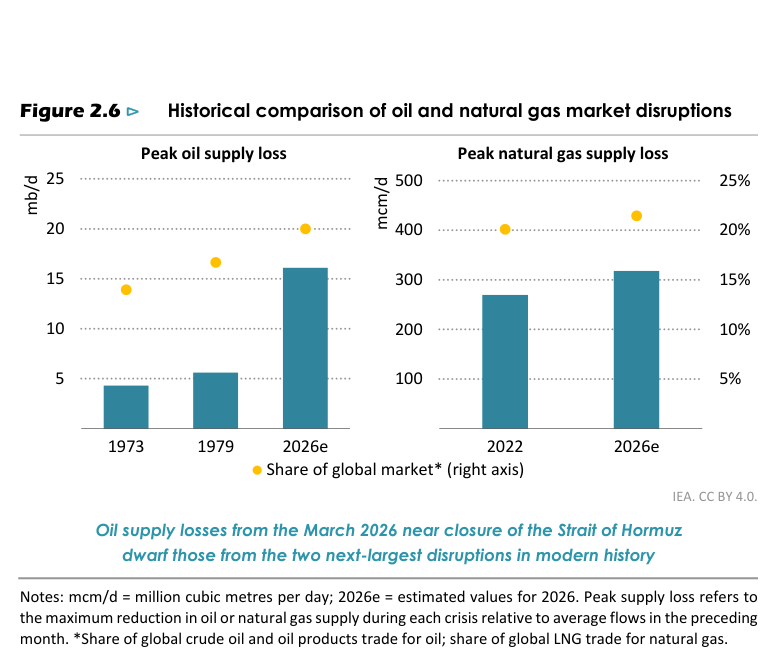 Figure 2.6 ▷ Historical comparison of oil and natural gas market disruptions
Peak oil supply loss
mb/d
25
20
15
10
5
1973 1979 2026e
Peak natural gas supply loss
mcm/d
500 25%
400 20%
300 15%
200 10%
100 5%
2022 2026e
Share of global market* (right axis)
IEA. CC BY 4.0.
Oil supply losses from the March 2026 near closure of the Strait of Hormuz
dwarf those from the two next-largest disruptions in modern history
Notes: mcm/d = million cubic metres per day; 2026e = estimated values for 2026. Peak supply loss refers to
the maximum reduction in oil or natural gas supply during each crisis relative to average flows in the preceding
month. *Share of global crude oil and oil products trade for oil; share of global LNG trade for natural gas.